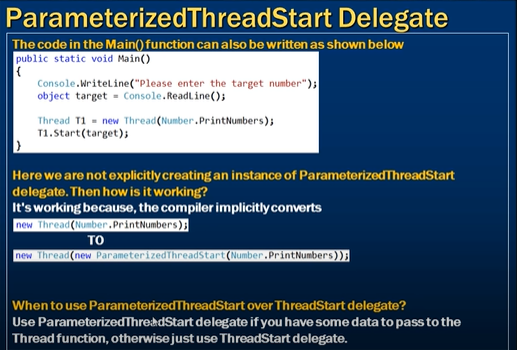 ParameterizedThreadStart Delegate
The code in the Main() function can also be written as shown below
public static void Main()
{
Console.WriteLine("Please enter the target number");
object target = Console.ReadLine();
Thread T1 = new Thread(Number.PrintNumbers);
T1.Start(target);
}
Here we are not explicitly creating an instance of ParameterizedThreadStart
delegate. Then how is it working?
It's working because, the compiler implicitly converts
new Thread(Number.PrintNumbers);
TO
new Thread(new ParameterizedThreadStart(Number.PrintNumbers));
When to use ParameterizedThreadStart over ThreadStart delegate?
Use ParameterizedThreadStart delegate if you have some data to pass to the
Thread function, otherwise just use ThreadStart delegate.